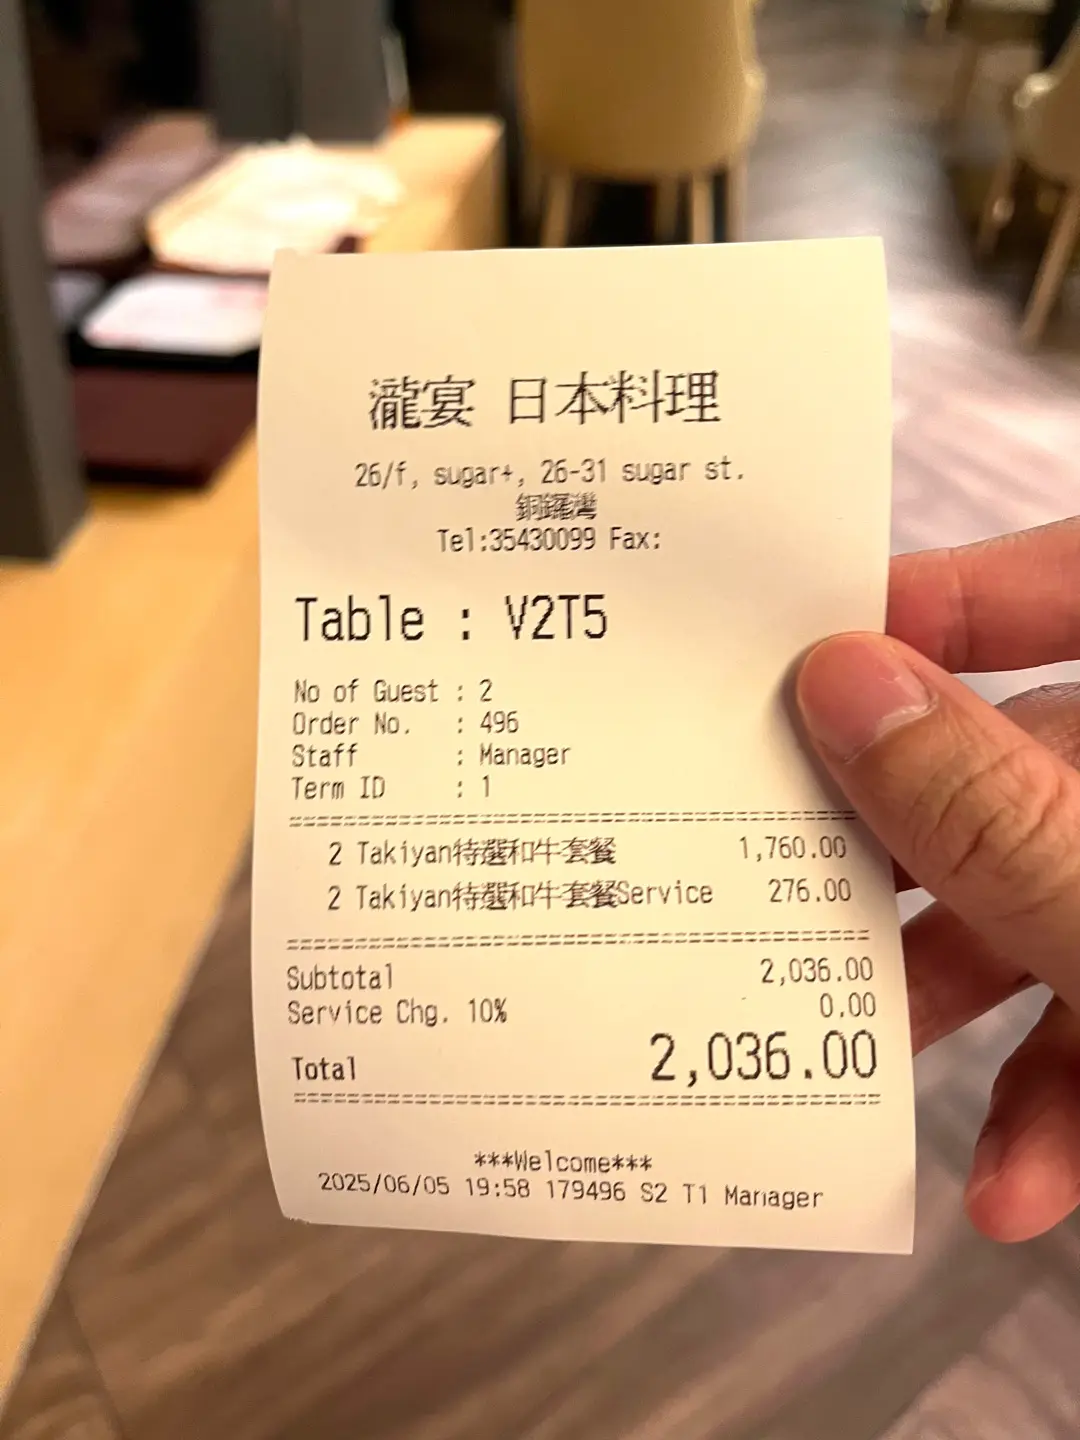 瀧宴 日本料理
26/f, sugar+, 26-31 sugar st.
銅鑼灣
Tel:35430099 Fax:
Table : V2T5
No of Guest : 2
Order No. : 496
Staff : Manager
Term ID : 1
2 Takiyan特選和牛套餐 1,760.00
2 Takiyan特選和牛套餐Service 276.00
Subtotal 2,036.00
Service Chg. 10% 0.00
Total 2,036.00
***Welcome***
2025/06/05 19:58 179496 S2 T1 Manager